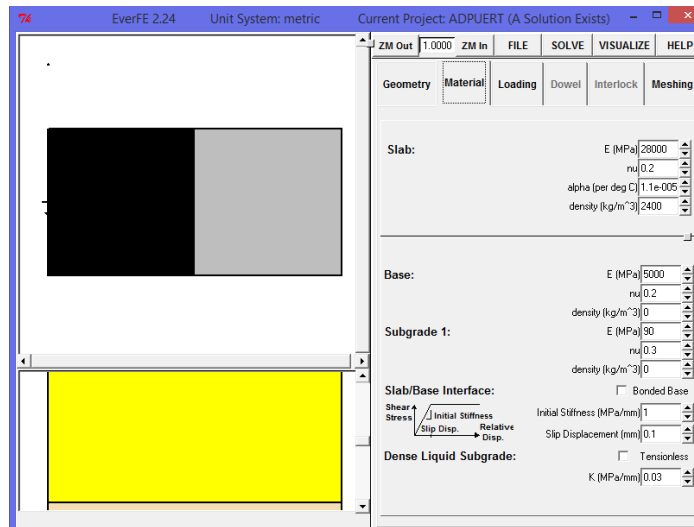 EverFE 2.24 Unit System: metric Current Project: ADPUERT (A Solution Exists)
ZM Out 1.0000 ZM In FILE SOLVE VISUALIZE HELP
Geometry Material Loading Dowel Interlock Meshing
Slab: E (MPa) 28000
nu 0.2
alpha (per deg C) 1.1e-005
density (kg/m^3) 2400
Base: E (MPa) 5000
nu 0.2
density (kg/m^3) 0
Subgrade 1: E (MPa) 90
nu 0.3
density (kg/m^3) 0
Slab/Base Interface: Bonded Base
Shear Stress Initial Stiffness Slip Disp. Relative Disp.
Initial Stiffness (MPa/mm) 1
Slip Displacement (mm) 0.1
Dense Liquid Subgrade: Tensionless
K (MPa/mm) 0.03